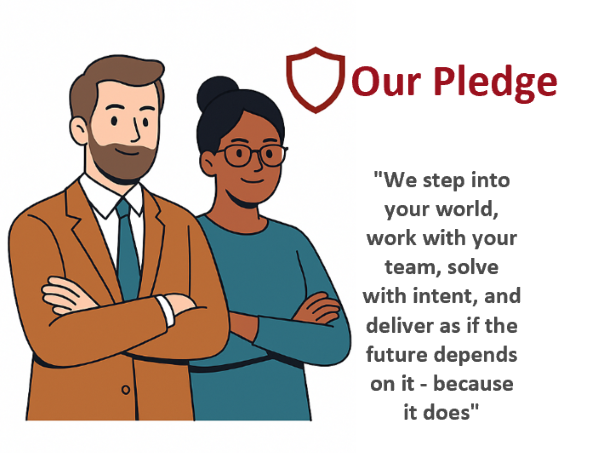 Our Pledge
"We step into
your world,
work with your
team, solve
with intent, and
deliver as if the
future depends
on it - because
it does"